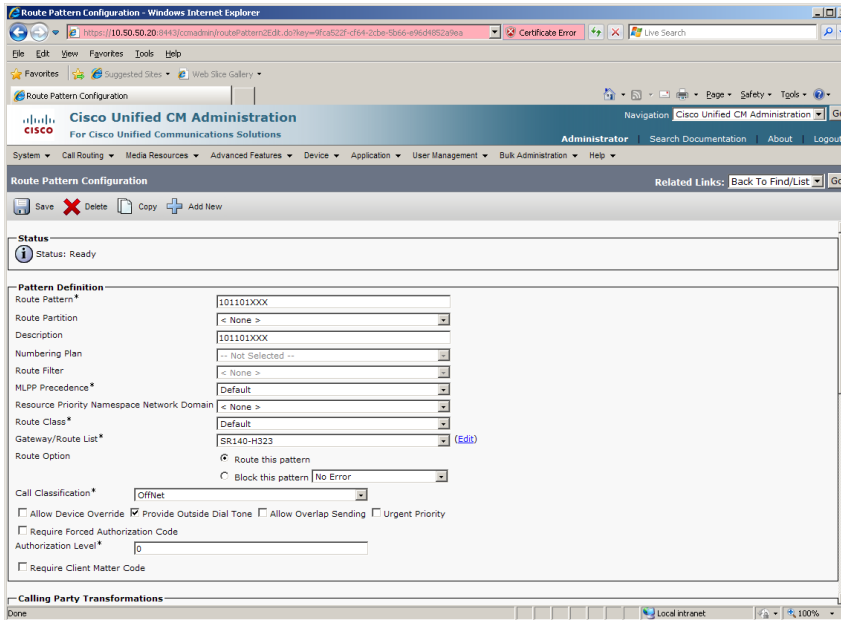 Route Pattern Configuration - Windows Internet Explorer
https://10.50.50.20:8443/ccmadmin/routePattern2Edit.do?key=9fca522f-cf64-2cbe-5b66-e96d4852a9ea Certificate Error Live Search
File Edit View Favorites Tools Help
Favorites Suggested Sites Web Slice Gallery
Route Pattern Configuration Page Safety Tools
CISCO Cisco Unified CM Administration Navigation Cisco Unified CM Administration
For Cisco Unified Communications Solutions
Administrator Search Documentation About Logout
System Call Routing Media Resources Advanced Features Device Application User Management Bulk Administration Help
Route Pattern Configuration Related Links: Back To Find/List
Save Delete Copy Add New
Status
Status: Ready
Pattern Definition
Route Pattern* 101101XXX
Route Partition < None >
Description 101101XXX
Numbering Plan -- Not Selected --
Route Filter < None >
MLPP Precedence* Default
Resource Priority Namespace Network Domain < None >
Route Class* Default
Gateway/Route List* SR140-H323 (Edit)
Route Option Route this pattern
Block this pattern No Error
Call Classification* OffNet
Allow Device Override Provide Outside Dial Tone Allow Overlap Sending Urgent Priority
Require Forced Authorization Code
Authorization Level* 0
Require Client Matter Code
Calling Party Transformations
Done Local intranet 100%